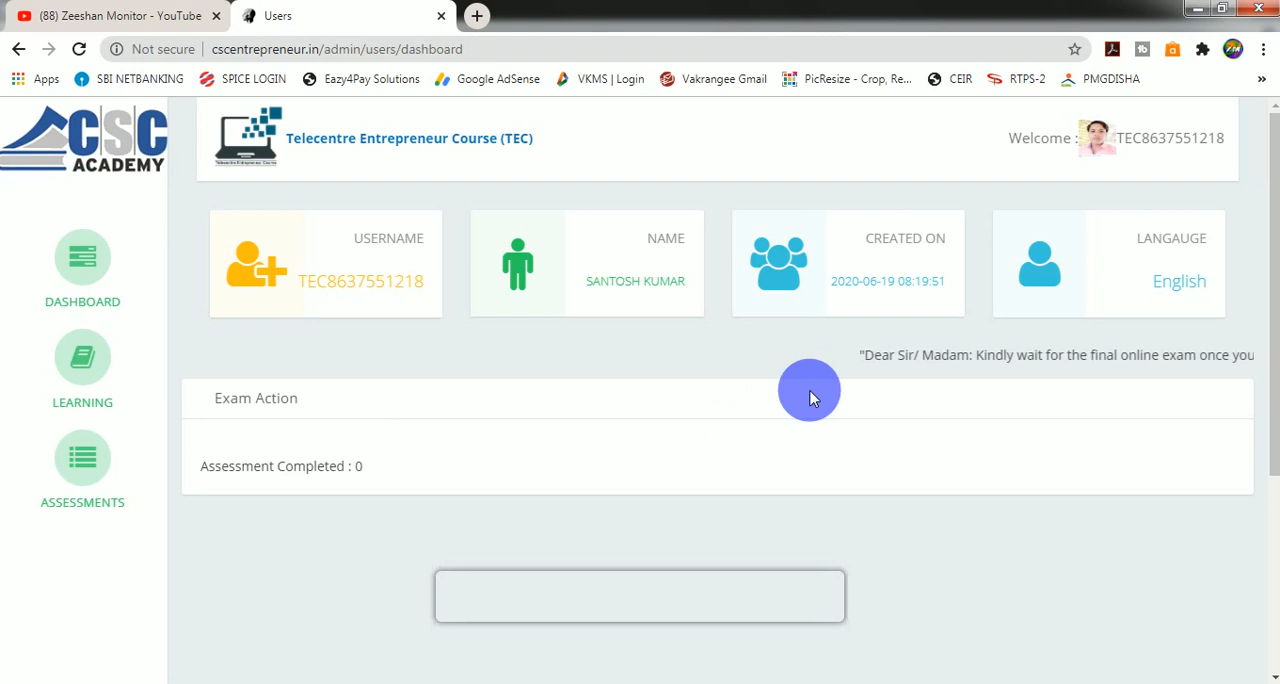 (88) Zeeshan Monitor - YouTube
Users
Not secure
cscentrepreneur.in/admin/users/dashboard
Apps
SBI NETBANKING
SPICE LOGIN
Eazy4Pay Solutions
Google AdSense
VKMS | Login
Vakrangee Gmail
PicResize - Crop, Re...
CEIR
RTPS-2
PMGDISHA
»
CSC
ACADEMY
Telecentre Entrepreneur Course (TEC)
Welcome : TEC8637551218
USERNAME
TEC8637551218
NAME
SANTOSH KUMAR
CREATED ON
2020-06-19 08:19:51
LANGAUGE
English
DASHBOARD
LEARNING
ASSESSMENTS
"Dear Sir/ Madam: Kindly wait for the final online exam once you
Exam Action
Assessment Completed : 0